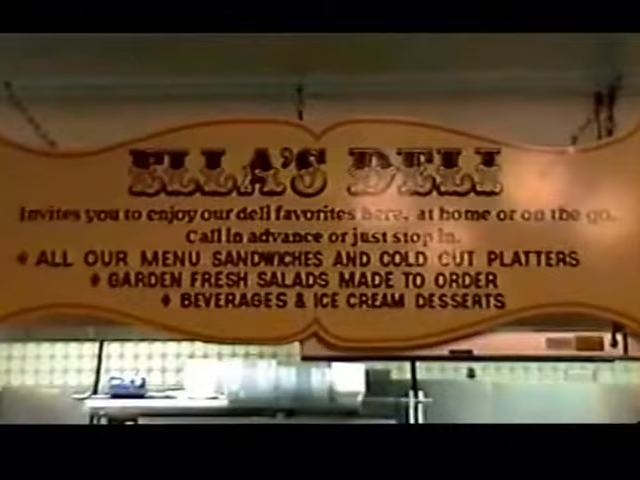 ELLA'S DELI
Invites you to enjoy our deli favorites here, at home or on the go.
Call in advance or just stop in.
♦ ALL OUR MENU SANDWICHES AND COLD CUT PLATTERS
♦ GARDEN FRESH SALADS MADE TO ORDER
♦ BEVERAGES & ICE CREAM DESSERTS